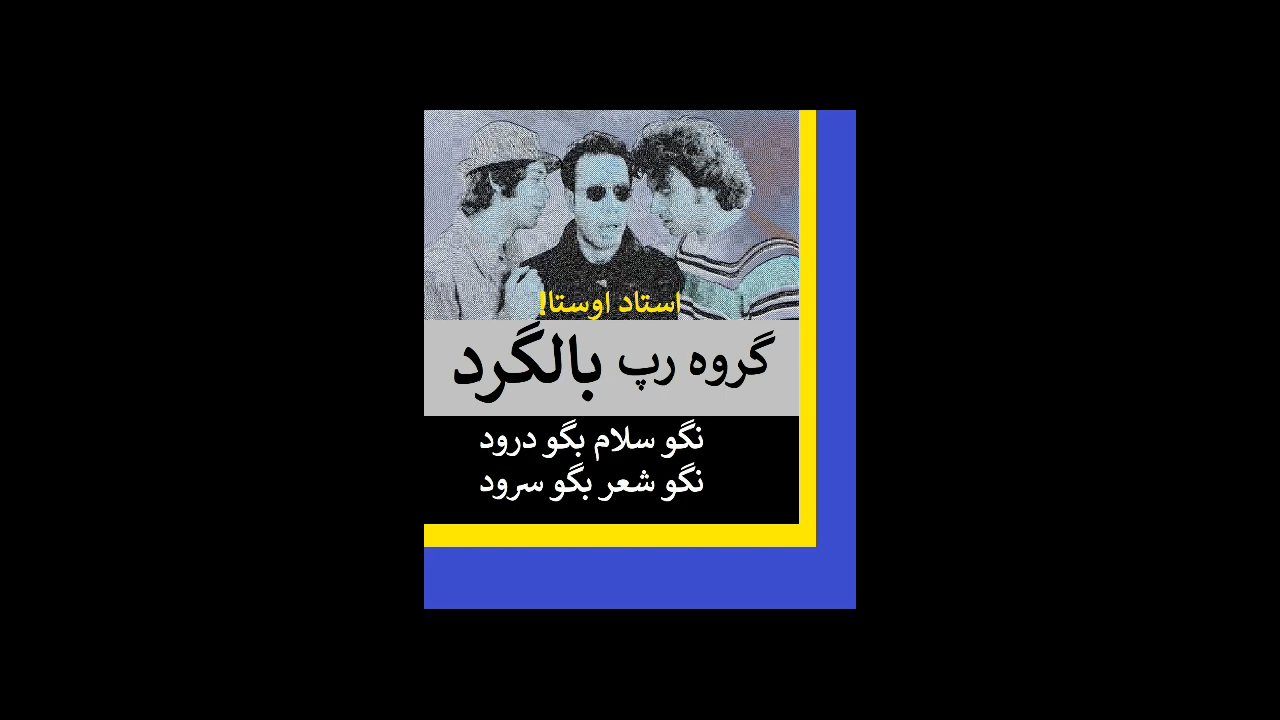 استاد اوستا!
گروه رپ بالگرد
نگو سلام بگو درود
نگو شعر بگو سرود